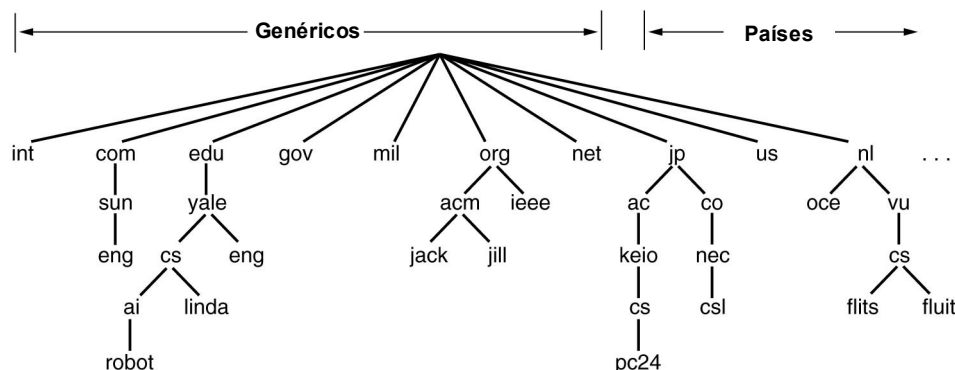 Genéricos Países
int com edu gov mil org net jp us nl . . .
sun yale acm ieee ac co oce vu
eng cs eng jack jill keio nec cs
ai linda cs csl flits fluit
robot pc24